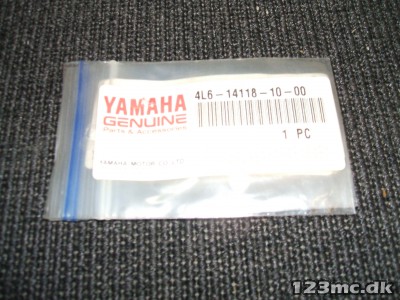 YAMAHA
GENUINE
Parts & Accessories
4L6-14118-10-00
1 PC
YAMAHA MOTOR CO., LTD.
123mc.dk